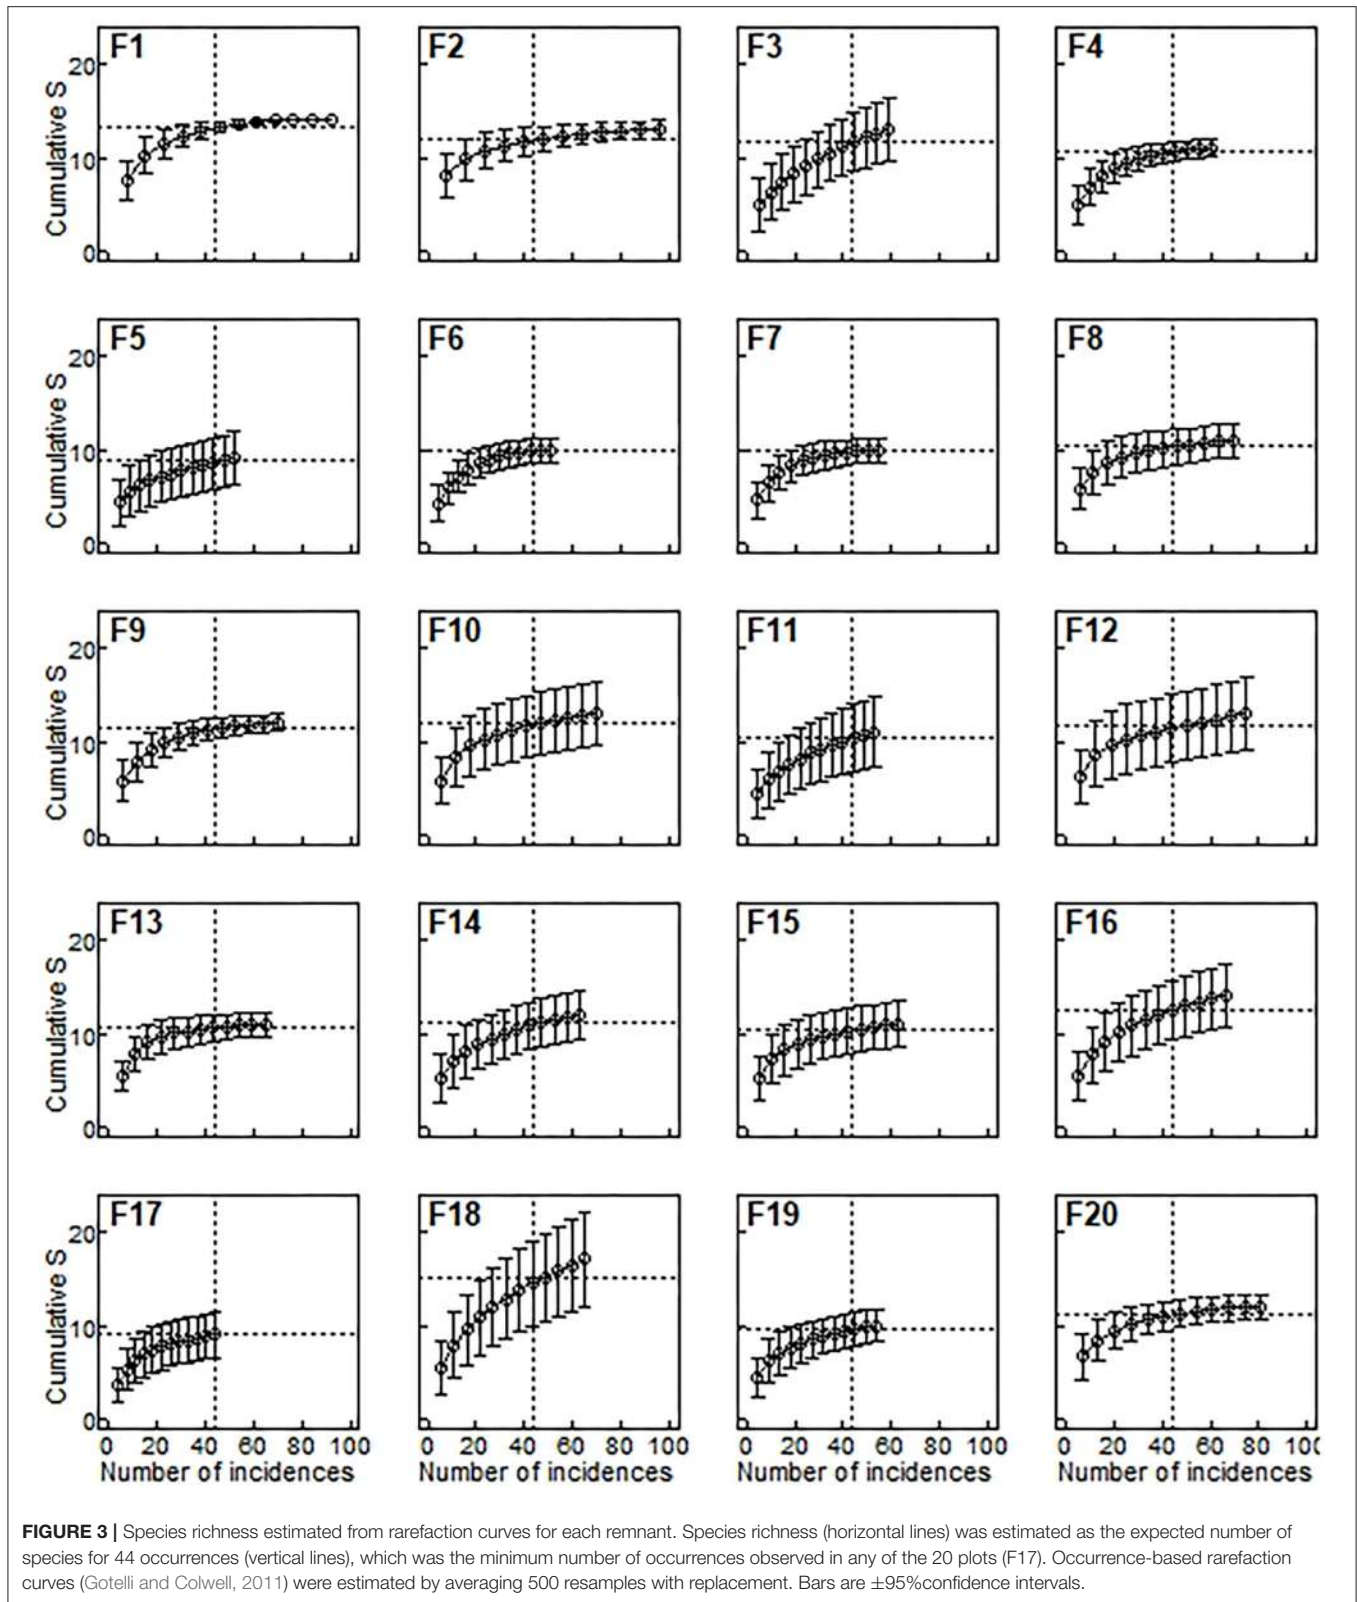 F1
F2
F3
F4
Cumulative S
20
10
0
F5
F6
F7
F8
Cumulative S
20
10
0
F9
F10
F11
F12
Cumulative S
20
10
0
F13
F14
F15
F16
Cumulative S
20
10
0
F17
F18
F19
F20
Cumulative S
20
10
0
0 20 40 60 80 100
0 20 40 60 80 100
0 20 40 60 80 100
0 20 40 60 80 100
Number of incidences
Number of incidences
Number of incidences
Number of incidences
FIGURE 3 | Species richness estimated from rarefaction curves for each remnant. Species richness (horizontal lines) was estimated as the expected number of
species for 44 occurrences (vertical lines), which was the minimum number of occurrences observed in any of the 20 plots (F17). Occurrence-based rarefaction
curves (Gotelli and Colwell, 2011) were estimated by averaging 500 resamples with replacement. Bars are ±95%confidence intervals.